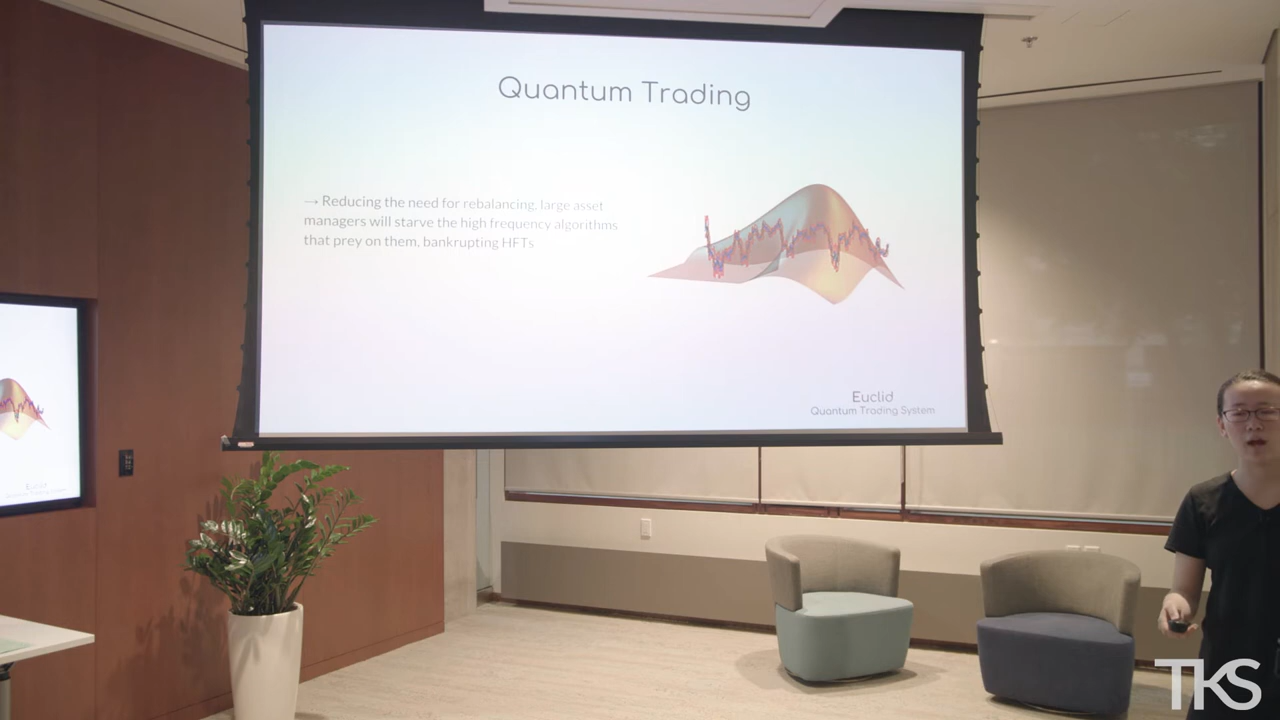 Quantum Trading
→ Reducing the need for rebalancing, large asset
managers will starve the high frequency algorithms
that prey on them, bankrupting HFTs
Euclid
Quantum Trading System
Euclid
TKS